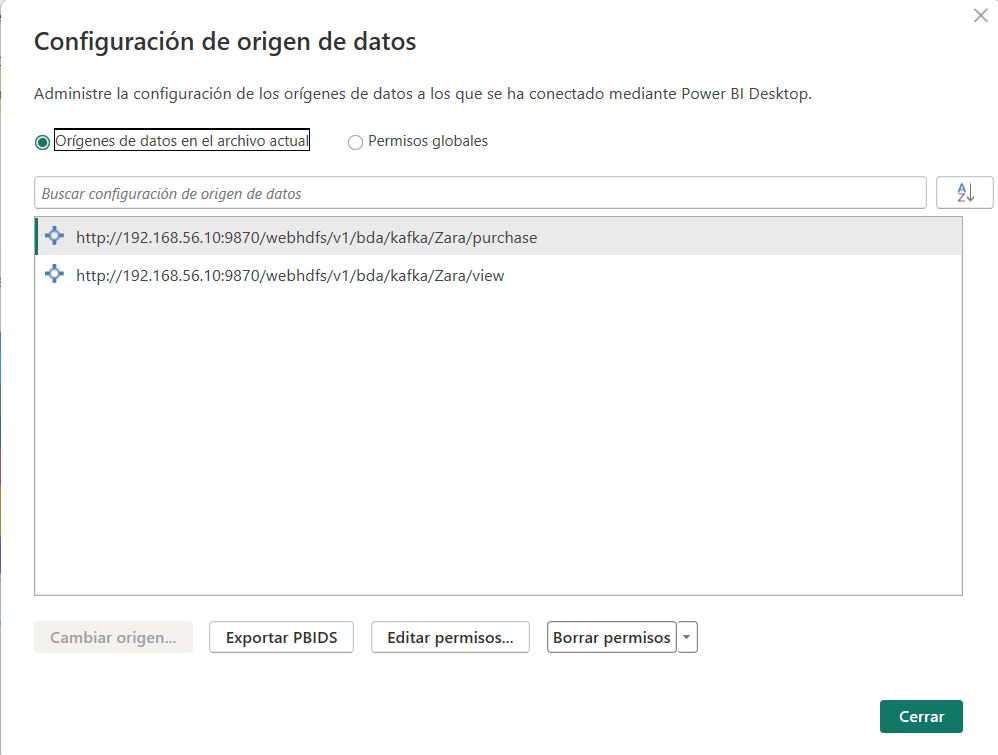 Configuración de origen de datos
Administre la configuración de los orígenes de datos a los que se ha conectado mediante Power BI Desktop.
Orígenes de datos en el archivo actual
Permisos globales
Buscar configuración de origen de datos
AZ
http://192.168.56.10:9870/webhdfs/v1/bda/kafka/Zara/purchase
http://192.168.56.10:9870/webhdfs/v1/bda/kafka/Zara/view
Cambiar origen...
Exportar PBIDS
Editar permisos...
Borrar permisos
Cerrar